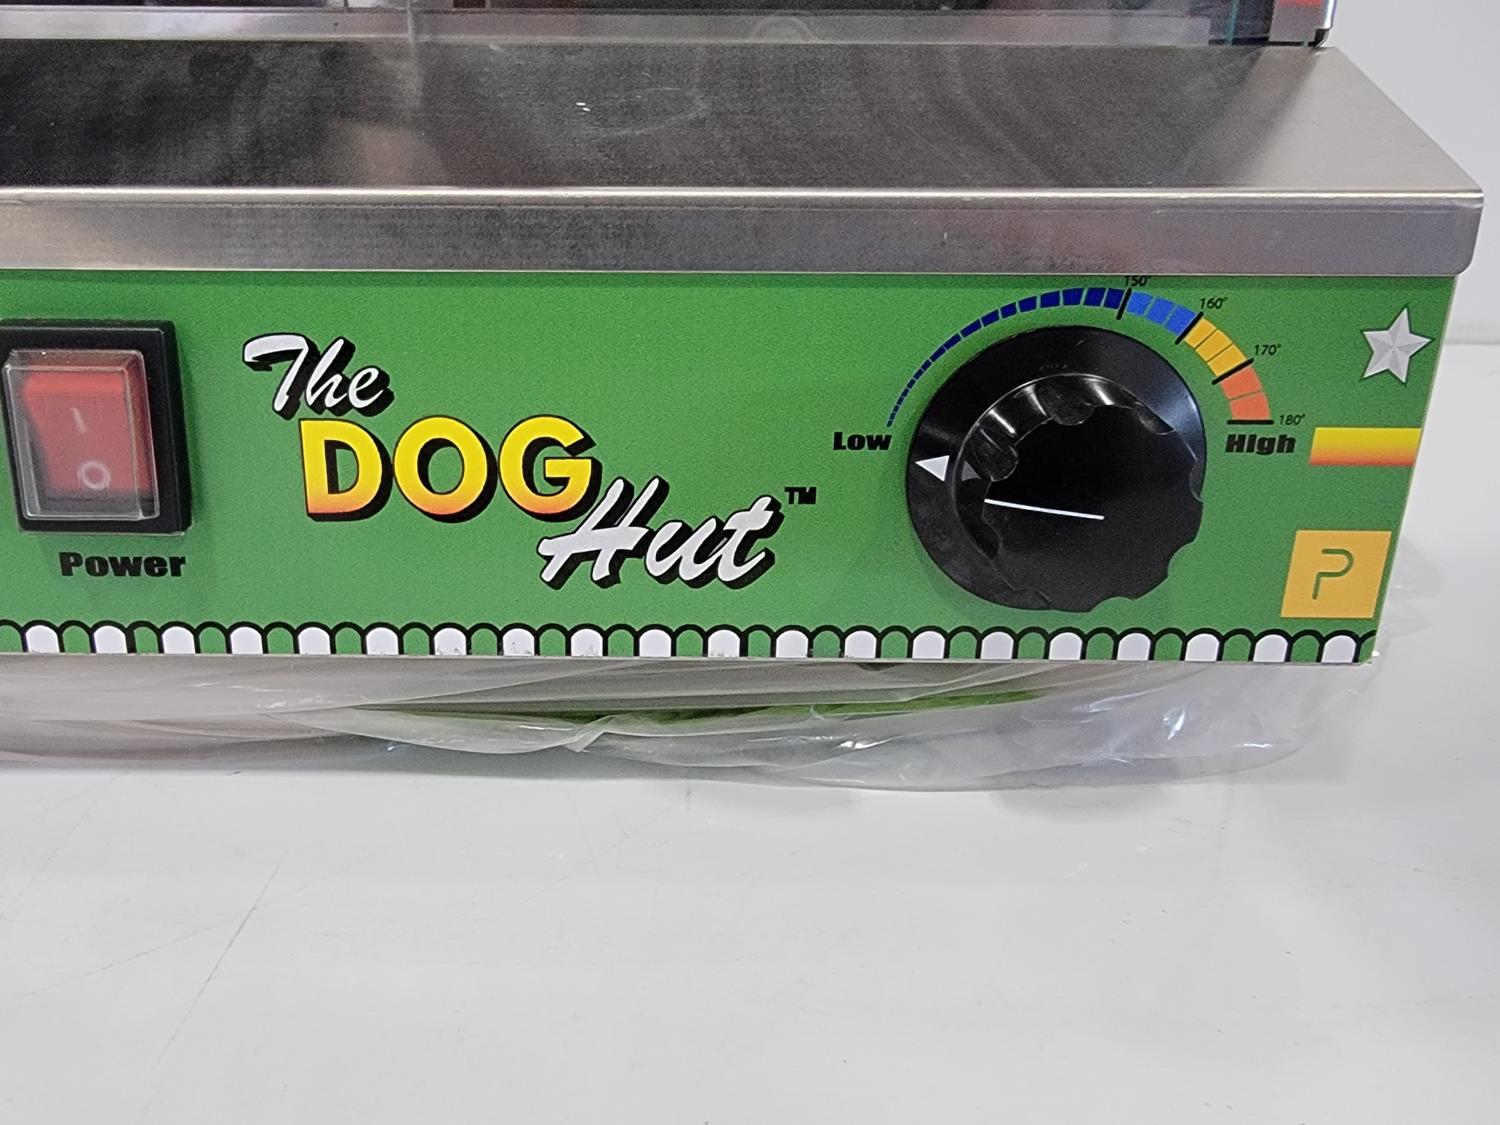 The
DOG
Hut™
Power
150°
160°
170°
180°
Low
High
P